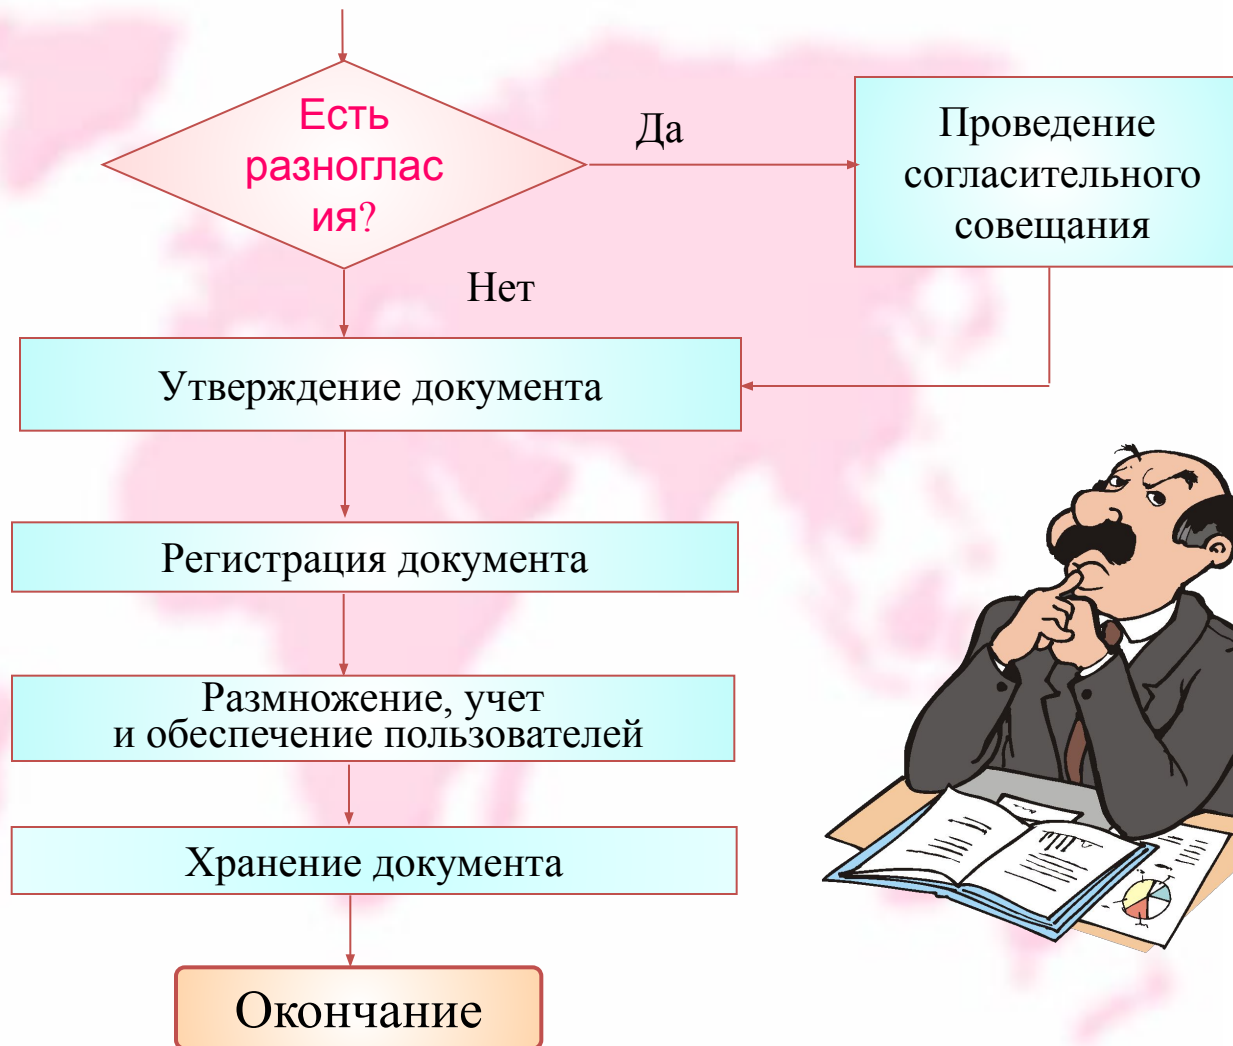 Есть
разноглас
ия?
Да
Проведение
согласительного
совещания
Нет
Утверждение документа
Регистрация документа
Размножение, учет
и обеспечение пользователей
Хранение документа
Окончание